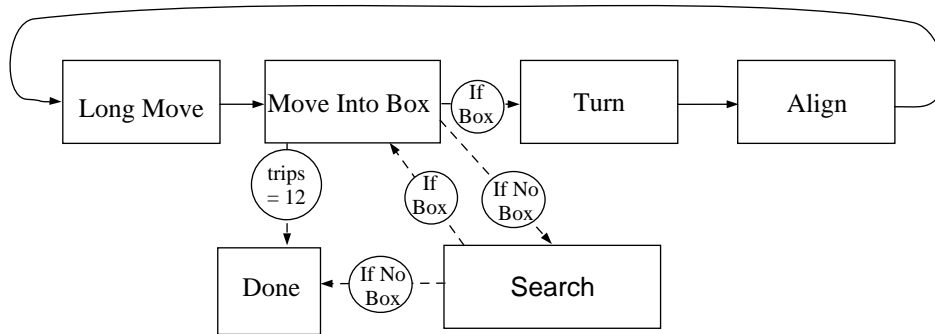 Long Move
Move Into Box
If
Box
Turn
Align
trips
= 12
If
Box
If No
Box
Done
If No
Box
Search